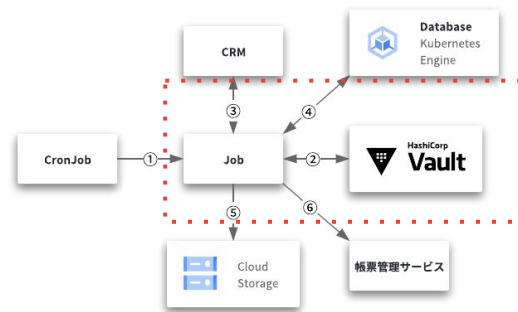 CRM
Database
Kubernetes
Engine
③
④
CronJob
①
Job
②
HashiCorp
Vault
⑤
⑥
Cloud
Storage
帳票管理サービス